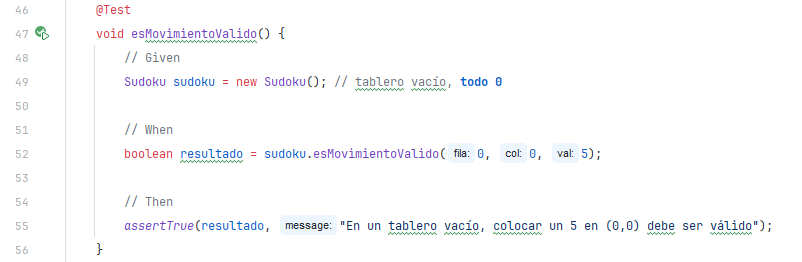 46 @Test
47 void esMovimientoValido() {
48 // Given
49 Sudoku sudoku = new Sudoku(); // tablero vacío, todo 0
50
51 // When
52 boolean resultado = sudoku.esMovimientoValido( fila: 0, col: 0, val: 5);
53
54 // Then
55 assertTrue(resultado, message: "En un tablero vacío, colocar un 5 en (0,0) debe ser válido");
56 }